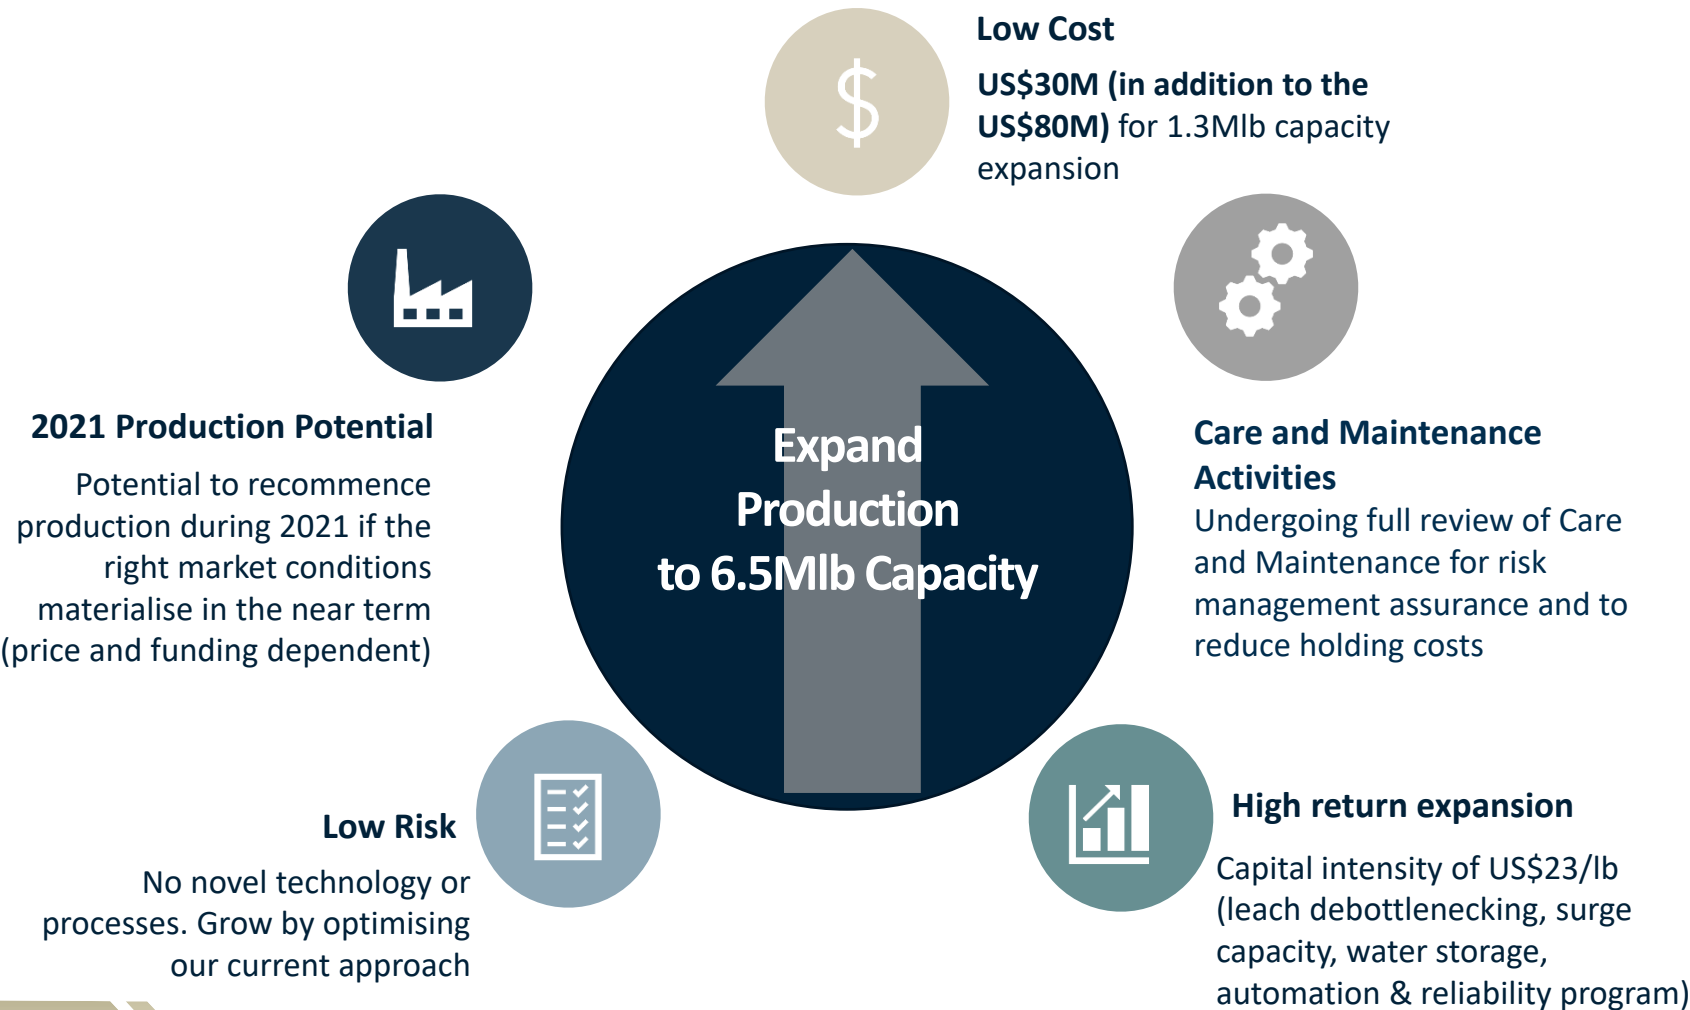 Low Cost
US$30M (in addition to the
US$80M) for 1.3Mlb capacity
expansion
2021 Production Potential
Potential to recommence
production during 2021 if the
right market conditions
materialise in the near term
(price and funding dependent)
Expand
Production
to 6.5Mlb Capacity
Care and Maintenance
Activities
Undergoing full review of Care
and Maintenance for risk
management assurance and to
reduce holding costs
Low Risk
No novel technology or
processes. Grow by optimising
our current approach
High return expansion
Capital intensity of US$23/lb
(leach debottlenecking, surge
capacity, water storage,
automation & reliability program)